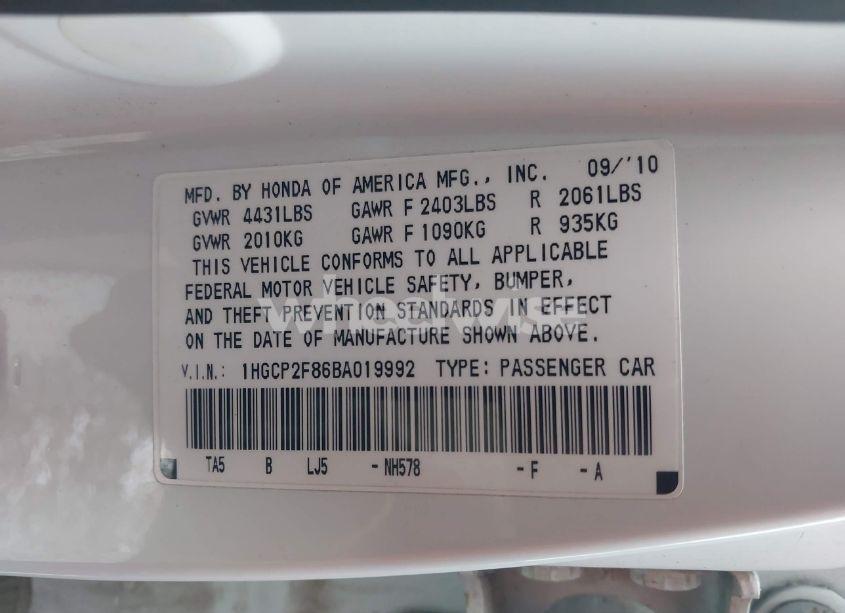 MFD. BY HONDA OF AMERICA MFG., INC. 09/'10
GVWR 4431LBS GAWR F 2403LBS R 2061LBS
GVWR 2010KG GAWR F 1090KG R 935KG
THIS VEHICLE CONFORMS TO ALL APPLICABLE
FEDERAL MOTOR VEHICLE SAFETY, BUMPER,
AND THEFT PREVENTION STANDARDS IN EFFECT
ON THE DATE OF MANUFACTURE SHOWN ABOVE.
V.I.N.: 1HGCP2F86BA019992 TYPE: PASSENGER CAR
TA5 B LJ5 -NH578 -F -A
wheelwise